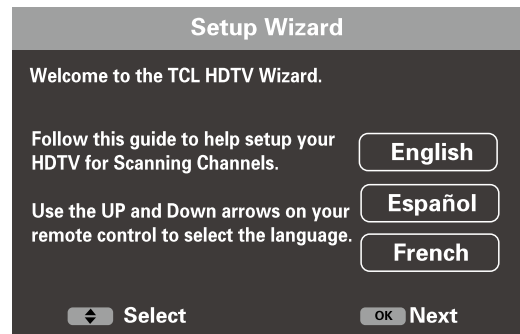 Setup Wizard
Welcome to the TCL HDTV Wizard.
Follow this guide to help setup your
HDTV for Scanning Channels.
Use the UP and Down arrows on your
remote control to select the language.
English
Español
French
Select
OK Next